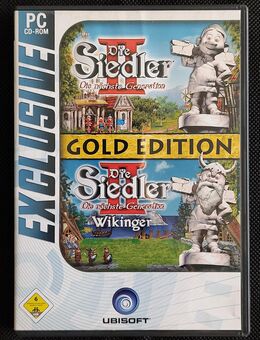 PC
CD-ROM
EXCLUSIVE
Die
Siedler
II
Die nächste Generation
GOLD EDITION
Die
Siedler
II
Die nächste Generation
Wikinger
6
UBISOFT